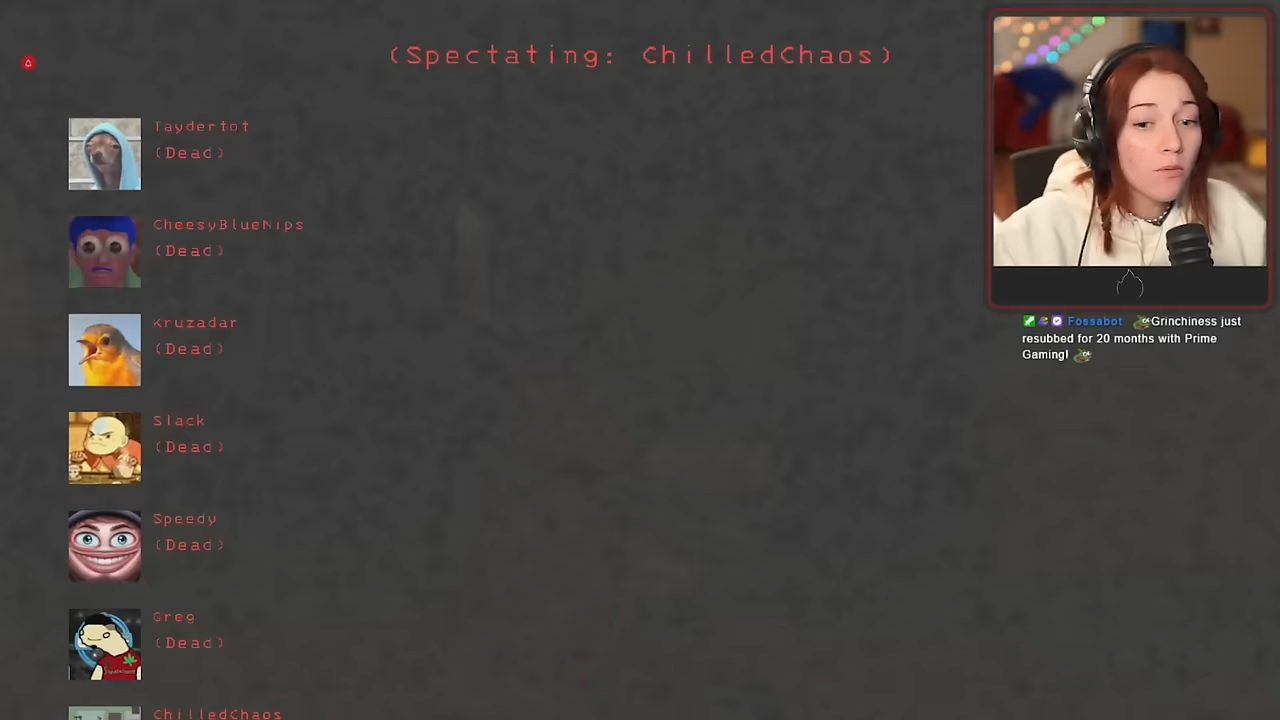 (Spectating: ChilledChaos)
Taydertot
(Dead)
CheesyBlueNips
(Dead)
Kruzadar
(Dead)
Slack
(Dead)
Speedy
(Dead)
Greg
(Dead)
ChilledChaos
Fossabot Grinchiness just
resubbed for 20 months with Prime
Gaming!